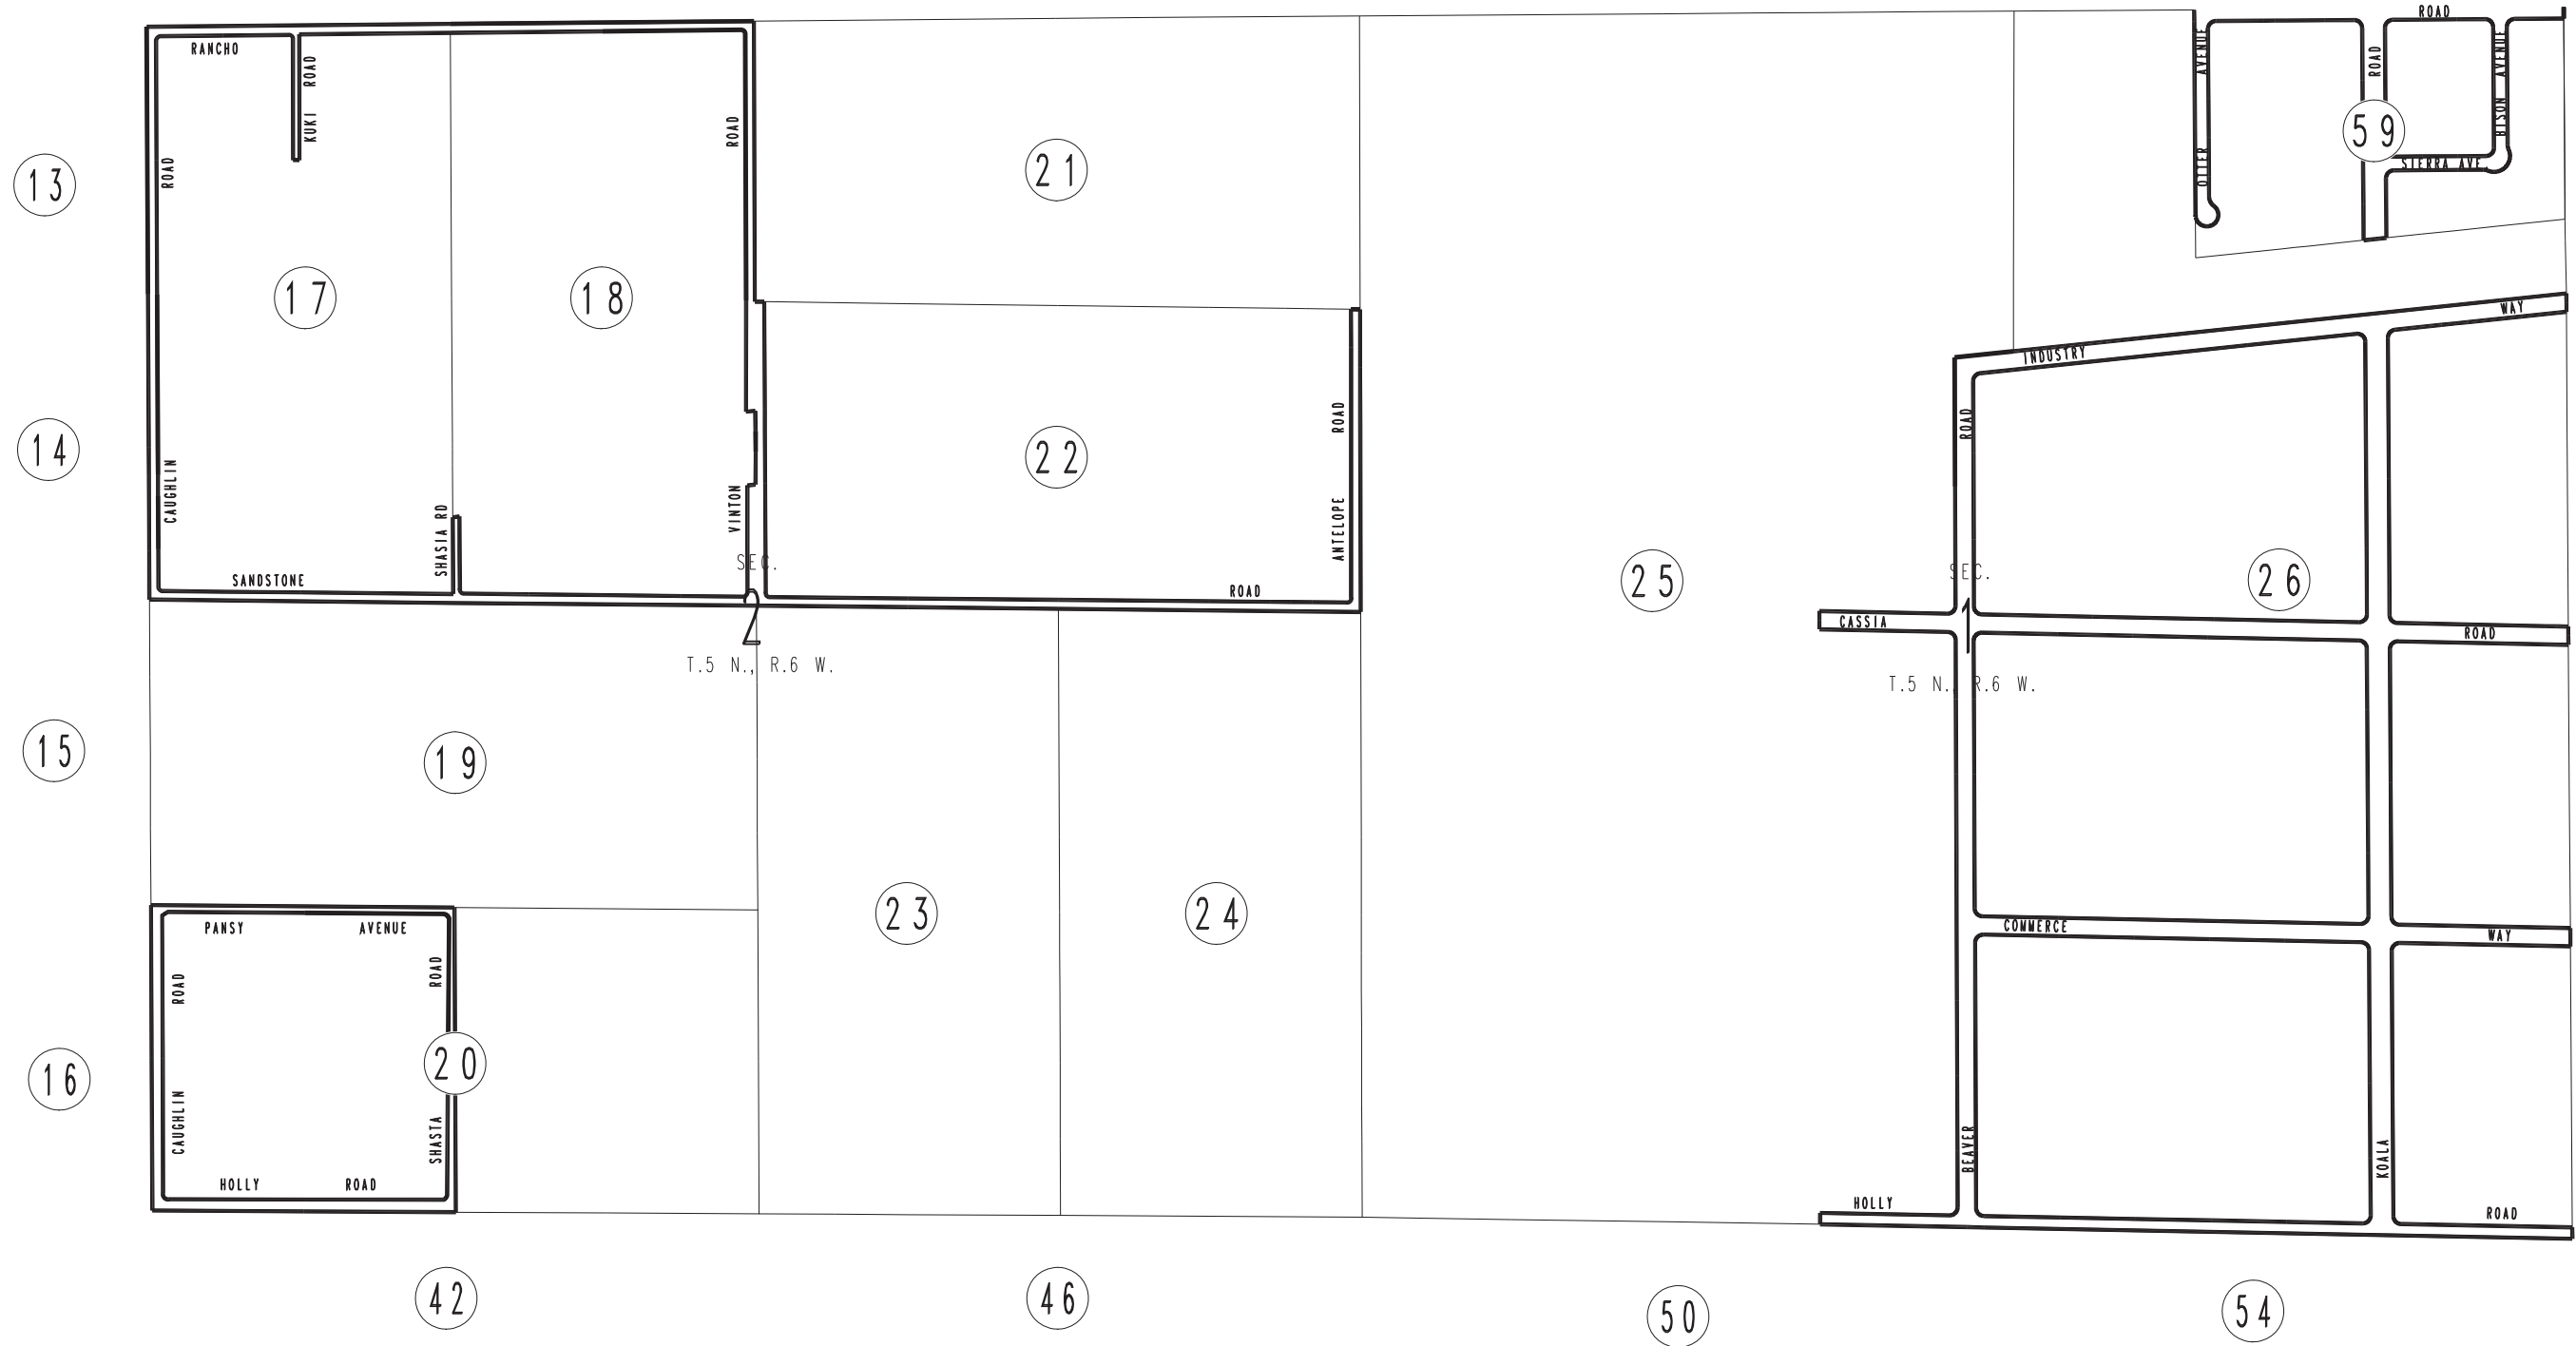 RANCHO
KUKI ROAD
ROAD
ROAD
ROAD
ROAD
OTTER AVENUE
BISON AVENUE
SIERRA AVE.
59
13
21
17
18
INDUSTRY WAY
14
22
CAUGHLIN
VINTON
ANTELOPE ROAD
ROAD
SHASIA RD
SANDSTONE ROAD
SEC.
2
T.5 N., R.6 W.
25
SEC.
1
T.5 N., R.6 W.
26
CASSIA ROAD
15
19
23
24
COMMERCE WAY
PANSY AVENUE
CAUGHLIN ROAD
SHASTA ROAD
16
20
BEAVER
KOALA
HOLLY ROAD
HOLLY ROAD
42
46
50
54